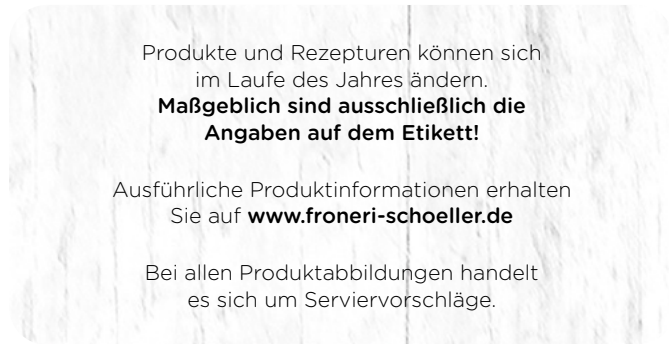 Produkte und Rezepturen können sich
im Laufe des Jahres ändern.
Maßgeblich sind ausschließlich die
Angaben auf dem Etikett!
Ausführliche Produktinformationen erhalten
Sie auf www.froneri-schoeller.de
Bei allen Produktabbildungen handelt
es sich um Serviervorschläge.